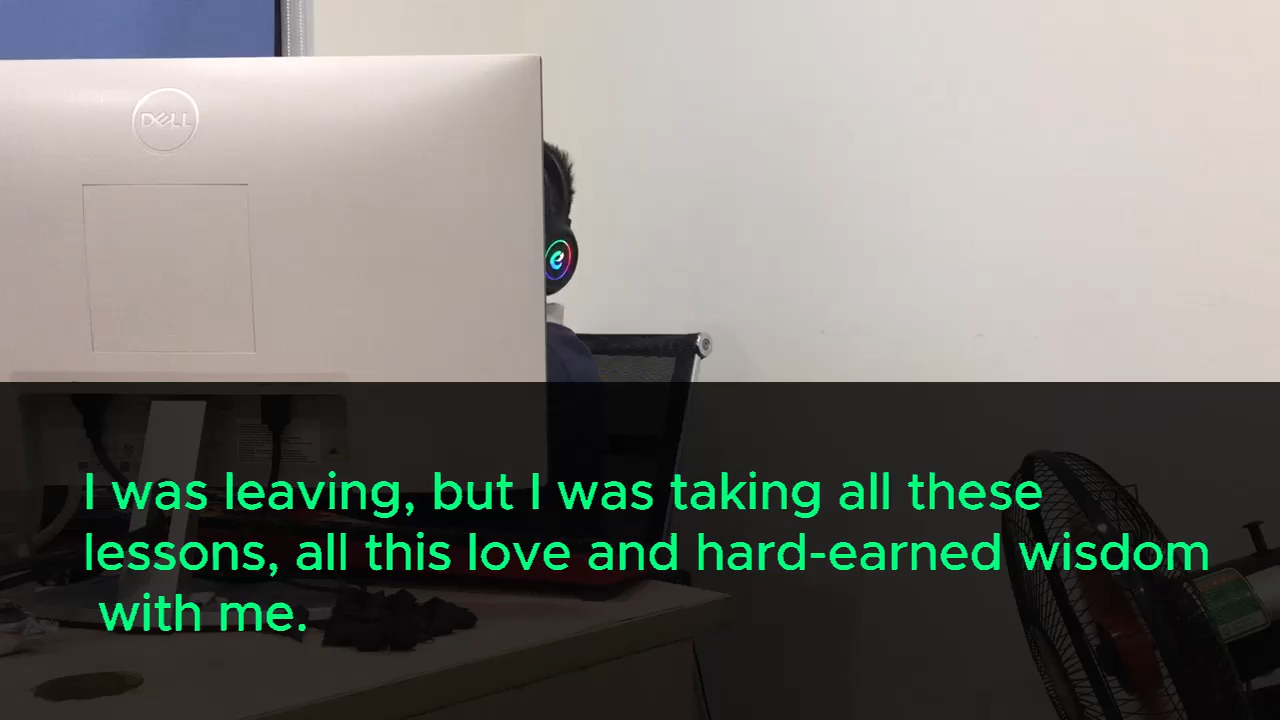 DELL
e
I was leaving, but I was taking all these
lessons, all this love and hard-earned wisdom
with me.